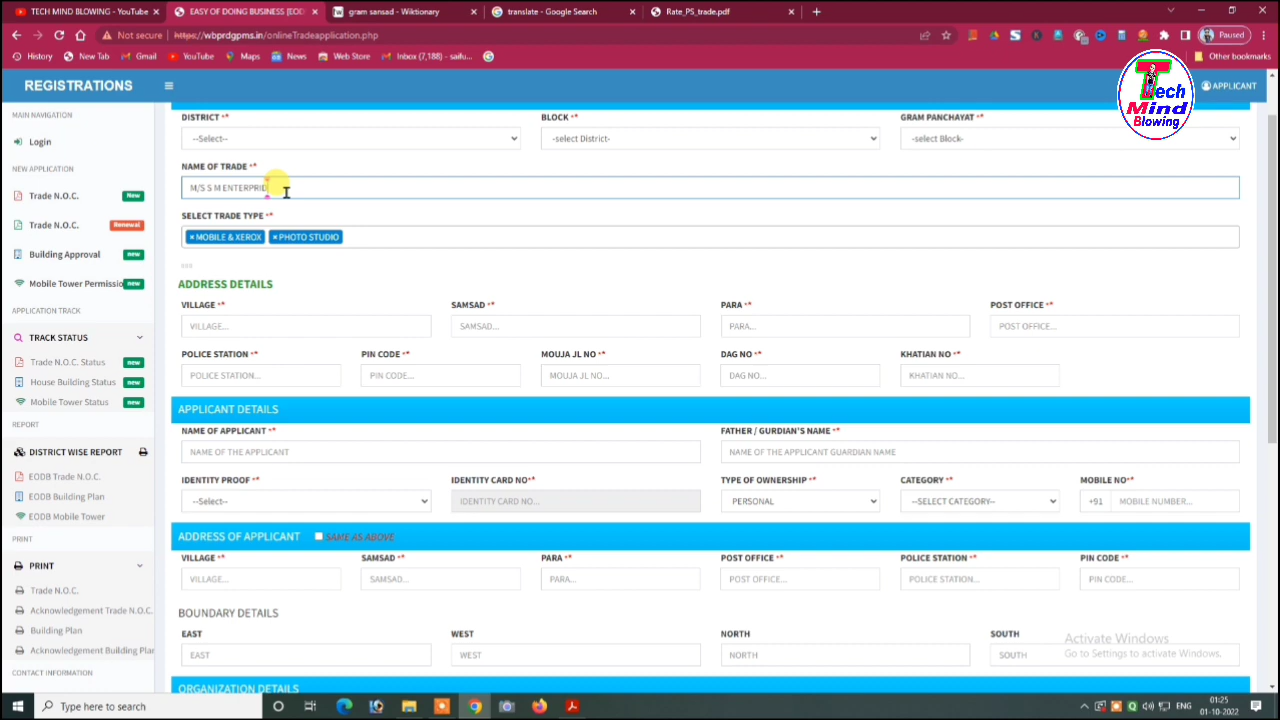 TECH MIND BLOWING - YouTube
EASY OF DOING BUSINESS [EOD
gram sansad - Wiktionary
translate - Google Search
Rate_PS_trade.pdf
Not secure
https://wbprdgpms.in/onlineTradeapplication.php
Paused
History
New Tab
Gmail
YouTube
Maps
News
Web Store
Inbox (7,188) - saifu...
Other bookmarks
REGISTRATIONS
APPLICANT
Tech
Mind
Blowing
MAIN NAVIGATION
Login
NEW APPLICATION
Trade N.O.C. New
Trade N.O.C. Renewal
Building Approval new
Mobile Tower Permissio new
APPLICATION TRACK
TRACK STATUS
Trade N.O.C. Status new
House Building Status new
Mobile Tower Status new
REPORT
DISTRICT WISE REPORT
EODB Trade N.O.C.
EODB Building Plan
EODB Mobile Tower
PRINT
PRINT
Trade N.O.C.
Acknowledgement Trade N.O.C.
Building Plan
Acknowledgement Building Plan
CONTACT INFORMATION
DISTRICT ** BLOCK ** GRAM PANCHAYAT **
--Select-- -select District- -select Block-
NAME OF TRADE **
M/S S M ENTERPRID
SELECT TRADE TYPE **
× MOBILE & XEROX × PHOTO STUDIO
ADDRESS DETAILS
VILLAGE ** SAMSAD ** PARA ** POST OFFICE **
VILLAGE... SAMSAD... PARA... POST OFFICE...
POLICE STATION ** PIN CODE ** MOUJA JL NO ** DAG NO ** KHATIAN NO **
POLICE STATION... PIN CODE... MOUJA JL NO... DAG NO... KHATIAN NO...
APPLICANT DETAILS
NAME OF APPLICANT ** FATHER / GURDIAN'S NAME **
NAME OF THE APPLICANT NAME OF THE APPLICANT GUARDIAN NAME
IDENTITY PROOF ** IDENTITY CARD NO** TYPE OF OWNERSHIP ** CATEGORY ** MOBILE NO**
--Select-- IDENTITY CARD NO... PERSONAL --SELECT CATEGORY-- +91 MOBILE NUMBER...
ADDRESS OF APPLICANT SAME AS ABOVE
VILLAGE ** SAMSAD ** PARA ** POST OFFICE ** POLICE STATION ** PIN CODE **
VILLAGE... SAMSAD... PARA... POST OFFICE... POLICE STATION... PIN CODE...
BOUNDARY DETAILS
EAST WEST NORTH SOUTH
EAST WEST NORTH SOUTH
Activate Windows
Go to Settings to activate Windows.
ORGANIZATION DETAILS
Type here to search
ENG
01:25
01-10-2022